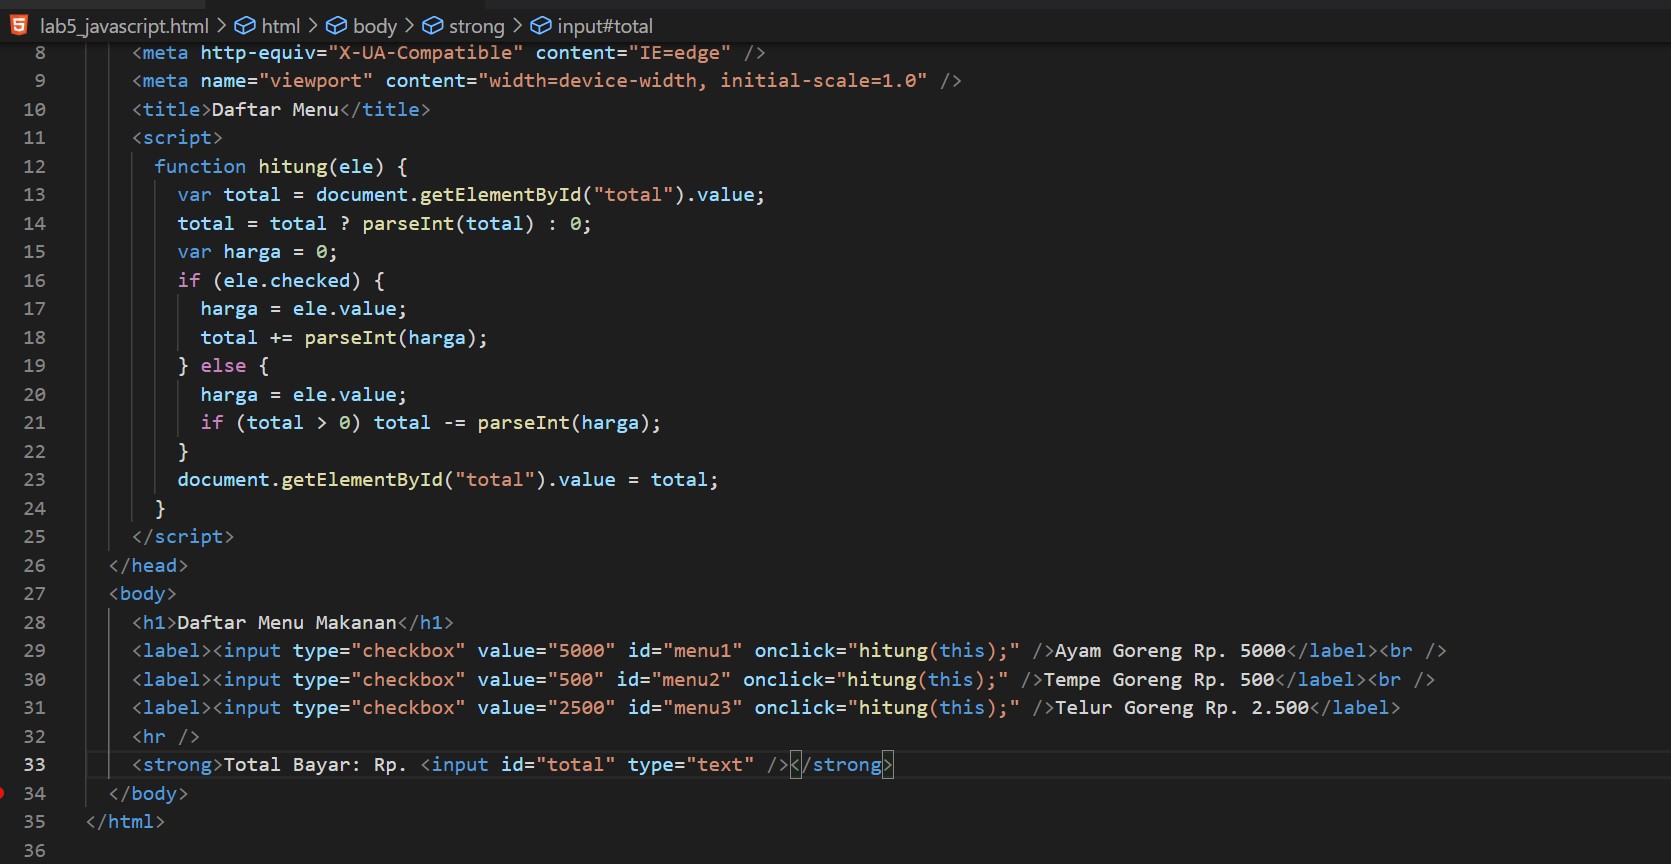 lab5_javascript.html > html > body > strong > input#total
8 <meta http-equiv="X-UA-Compatible" content="IE=edge" />
9 <meta name="viewport" content="width=device-width, initial-scale=1.0" />
10 <title>Daftar Menu</title>
11 <script>
12 function hitung(ele) {
13 var total = document.getElementById("total").value;
14 total = total ? parseInt(total) : 0;
15 var harga = 0;
16 if (ele.checked) {
17 harga = ele.value;
18 total += parseInt(harga);
19 } else {
20 harga = ele.value;
21 if (total > 0) total -= parseInt(harga);
22 }
23 document.getElementById("total").value = total;
24 }
25 </script>
26 </head>
27 <body>
28 <h1>Daftar Menu Makanan</h1>
29 <label><input type="checkbox" value="5000" id="menu1" onclick="hitung(this);" />Ayam Goreng Rp. 5000</label><br />
30 <label><input type="checkbox" value="500" id="menu2" onclick="hitung(this);" />Tempe Goreng Rp. 500</label><br />
31 <label><input type="checkbox" value="2500" id="menu3" onclick="hitung(this);" />Telur Goreng Rp. 2.500</label>
32 <hr />
33 <strong>Total Bayar: Rp. <input id="total" type="text" /></strong>
34 </body>
35 </html>
36